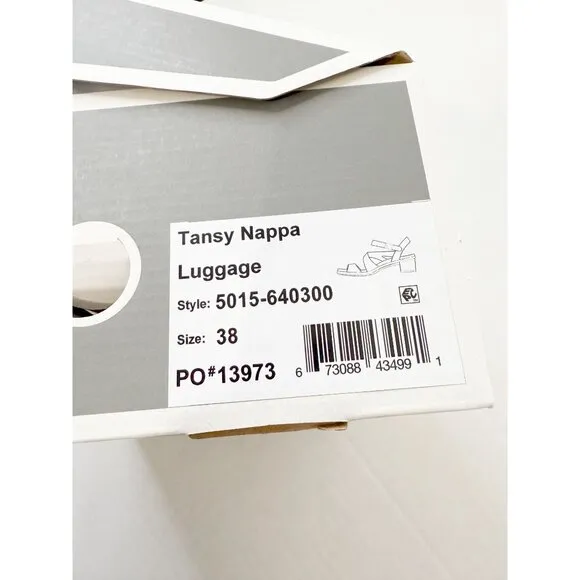 Tansy Nappa
Luggage
Style: 5015-640300
Size: 38
PO#13973
6 73088 43499 1